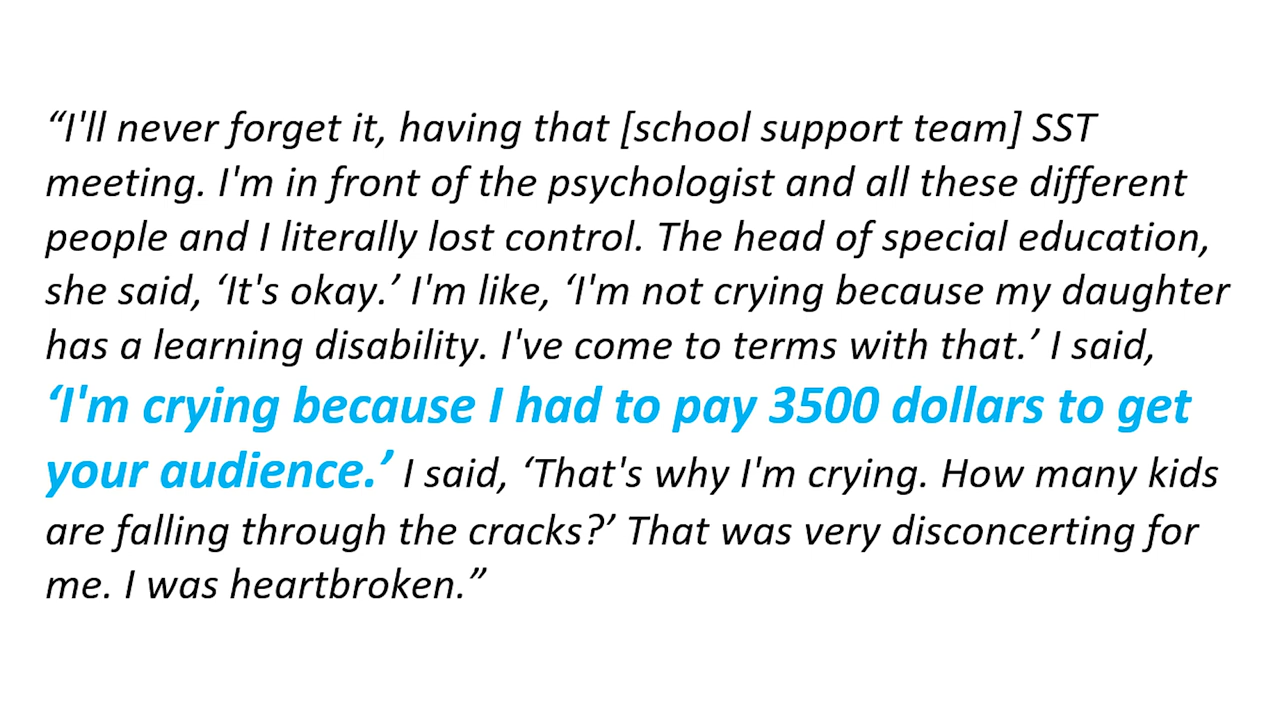 “I'll never forget it, having that [school support team] SST
meeting. I'm in front of the psychologist and all these different
people and I literally lost control. The head of special education,
she said, ‘It's okay.’ I'm like, ‘I'm not crying because my daughter
has a learning disability. I've come to terms with that.’ I said,
‘I'm crying because I had to pay 3500 dollars to get
your audience.’ I said, ‘That's why I'm crying. How many kids
are falling through the cracks?’ That was very disconcerting for
me. I was heartbroken.”